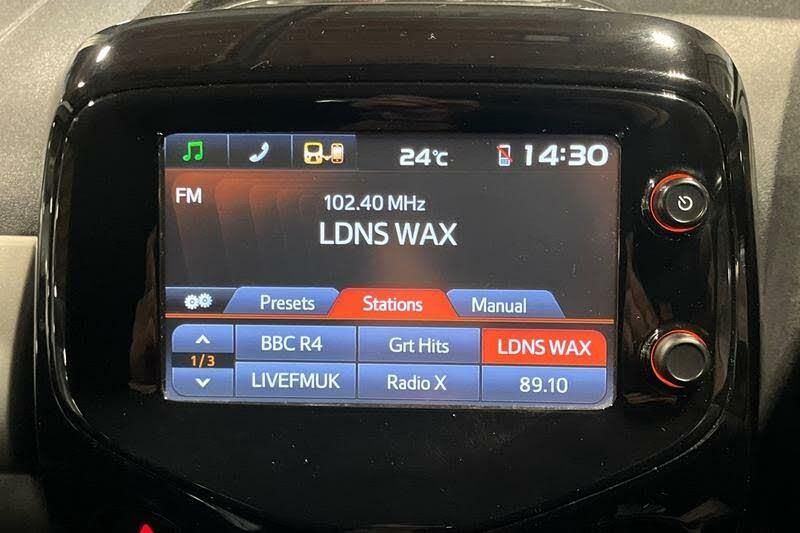 24°C 14:30
FM
102.40 MHz
LDNS WAX
Presets Stations Manual
BBC R4 Grt Hits LDNS WAX
1/3
LIVEFMUK Radio X 89.10